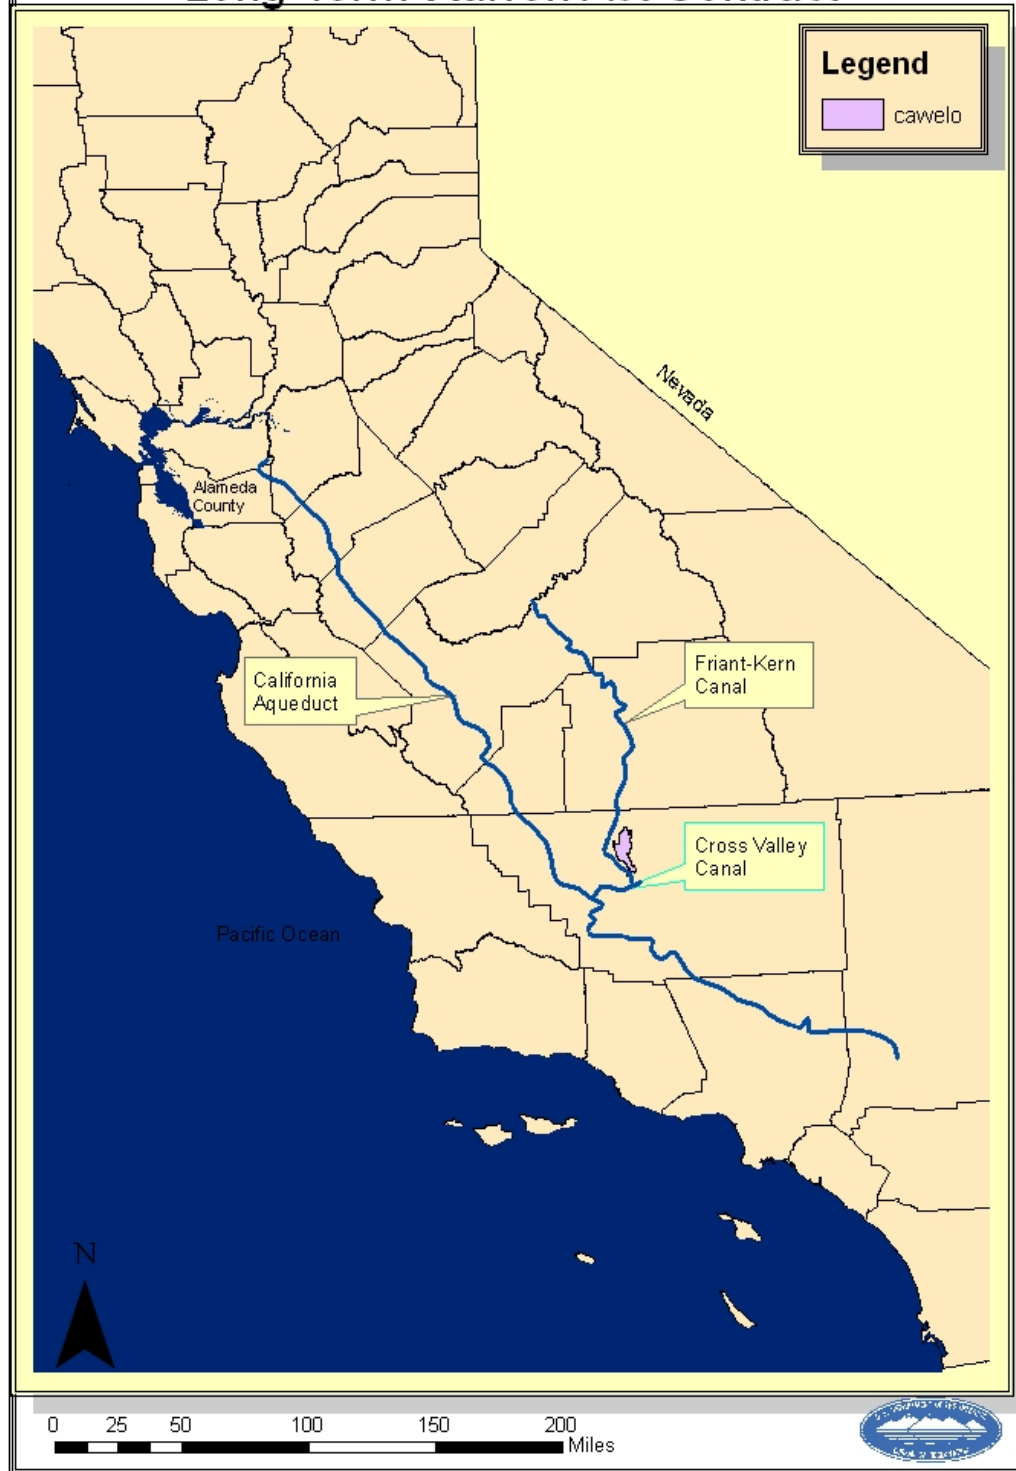 Legend
cawelo
Nevada
Alameda
County
California
Aqueduct
Friant-Kern
Canal
Cross Valley
Canal
Pacific Ocean
N
0 25 50 100 150 200
Miles